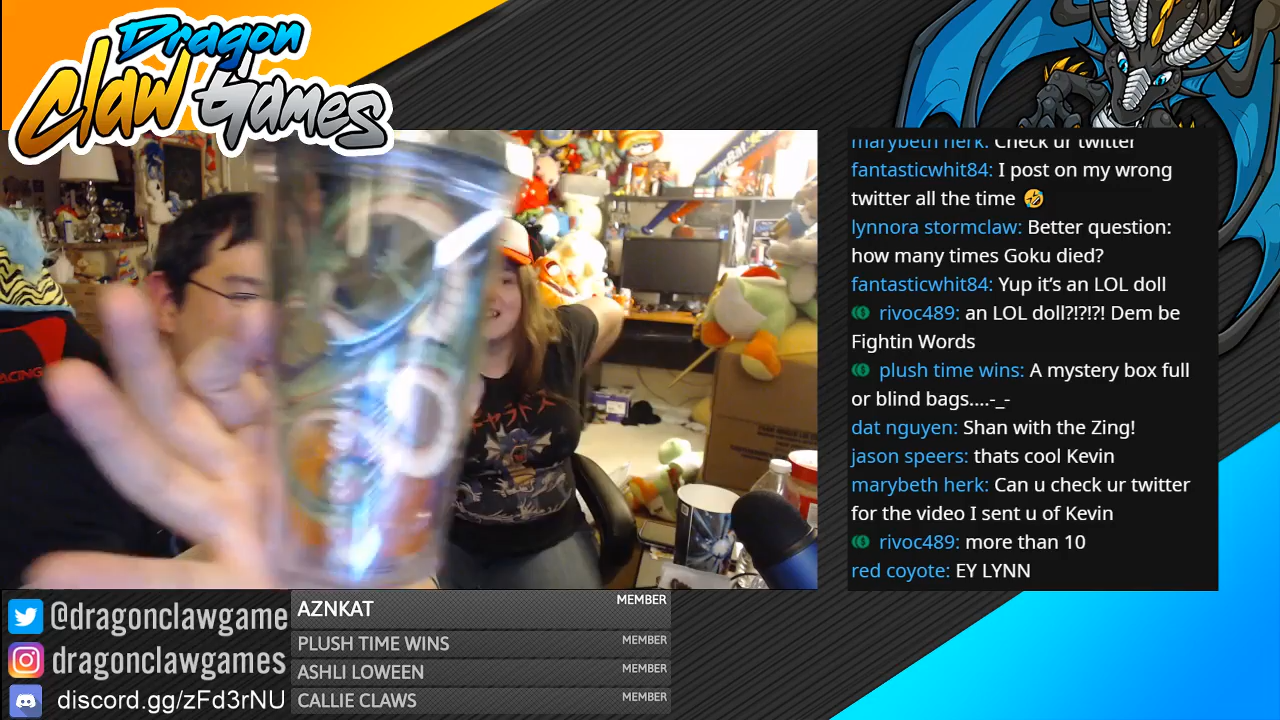 Dragon
Claw Games
marybeth herk: Check ur twitter
fantasticwhit84: I post on my wrong
twitter all the time 🤣
lynnora stormclaw: Better question:
how many times Goku died?
fantasticwhit84: Yup it's an LOL doll
rivoc489: an LOL doll?!?!?! Dem be
Fightin Words
plush time wins: A mystery box full
or blind bags....-_-
dat nguyen: Shan with the Zing!
jason speers: thats cool Kevin
marybeth herk: Can u check ur twitter
for the video I sent u of Kevin
rivoc489: more than 10
red coyote: EY LYNN
ギャラドス
@dragonclawgame
dragonclawgames
discord.gg/zFd3rNU
AZNKAT MEMBER
PLUSH TIME WINS MEMBER
ASHLI LOWEEN MEMBER
CALLIE CLAWS MEMBER